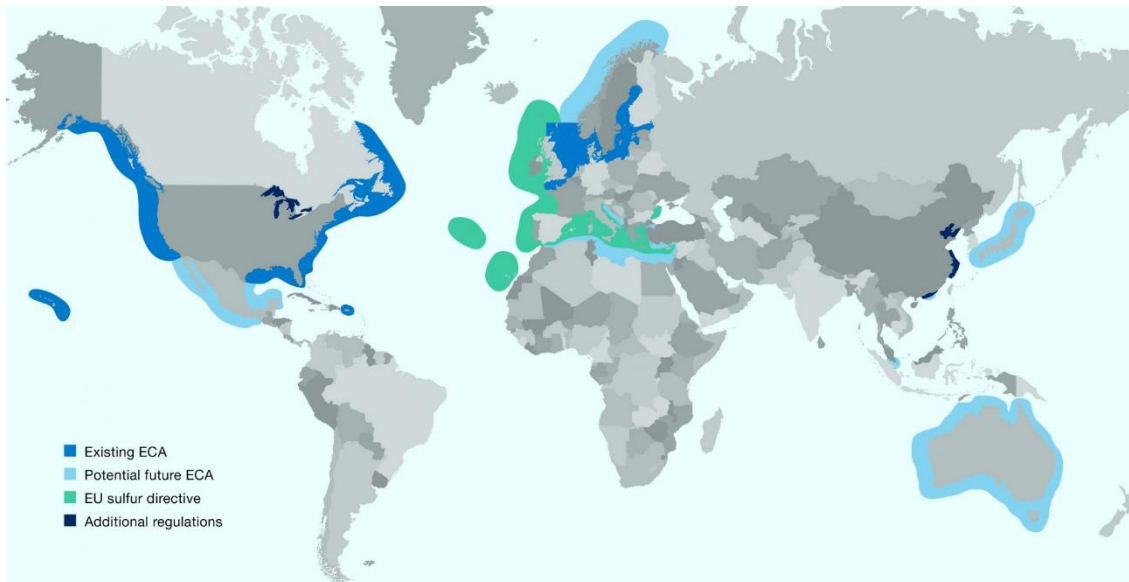 Existing ECA
Potential future ECA
EU sulfur directive
Additional regulations